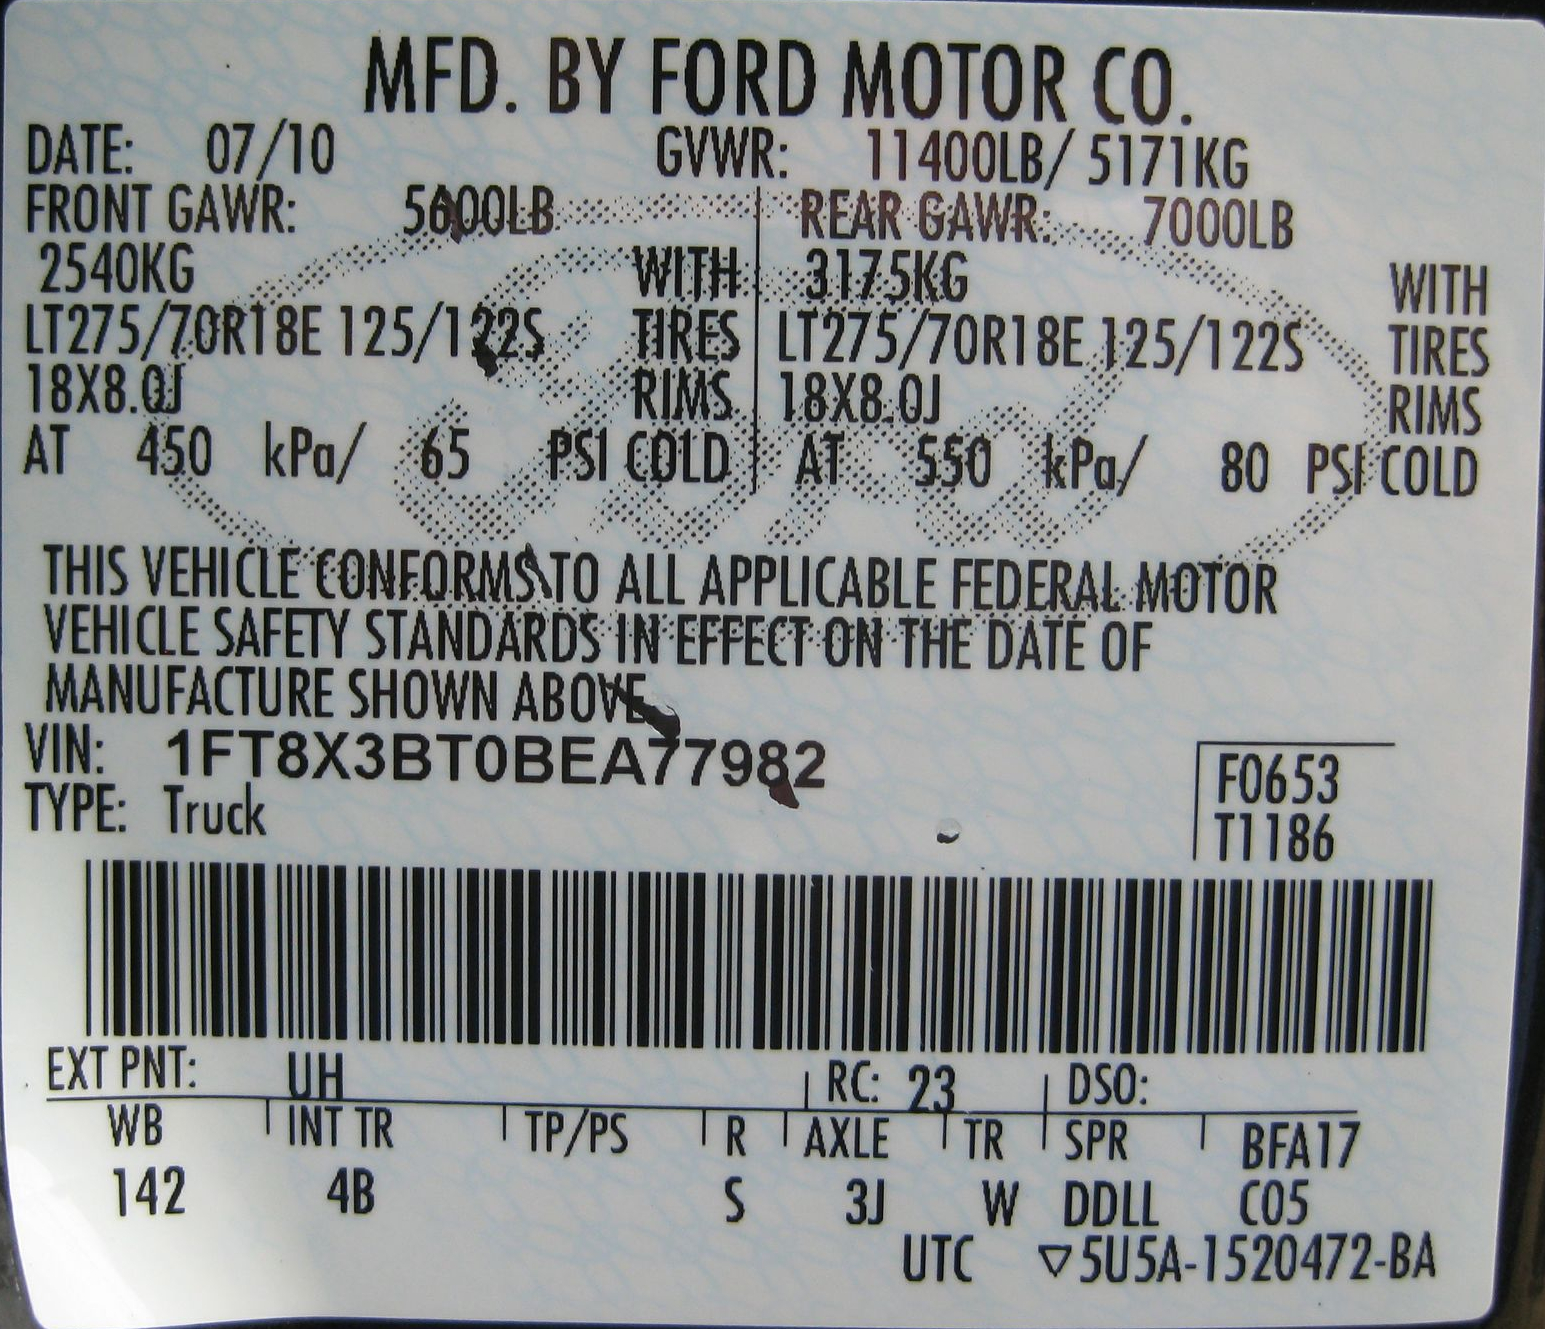 MFD. BY FORD MOTOR CO.
DATE: 07/10 GVWR: 11400LB/ 5171KG
FRONT GAWR: 5600LB REAR GAWR: 7000LB
2540KG WITH 3175KG WITH
LT275/70R18E 125/122S TIRES LT275/70R18E 125/122S TIRES
18X8.0J RIMS 18X8.0J RIMS
AT 450 kPa/ 65 PSI COLD AT 550 kPa/ 80 PSI COLD
THIS VEHICLE CONFORMS TO ALL APPLICABLE FEDERAL MOTOR
VEHICLE SAFETY STANDARDS IN EFFECT ON THE DATE OF
MANUFACTURE SHOWN ABOVE
VIN: 1FT8X3BT0BEA77982
TYPE: Truck
F0653
T1186
EXT PNT: UH RC: 23 DSO:
WB INT TR TP/PS R AXLE TR SPR BFA17
142 4B S 3J W DDLL C05
UTC ▽5U5A-1520472-BA